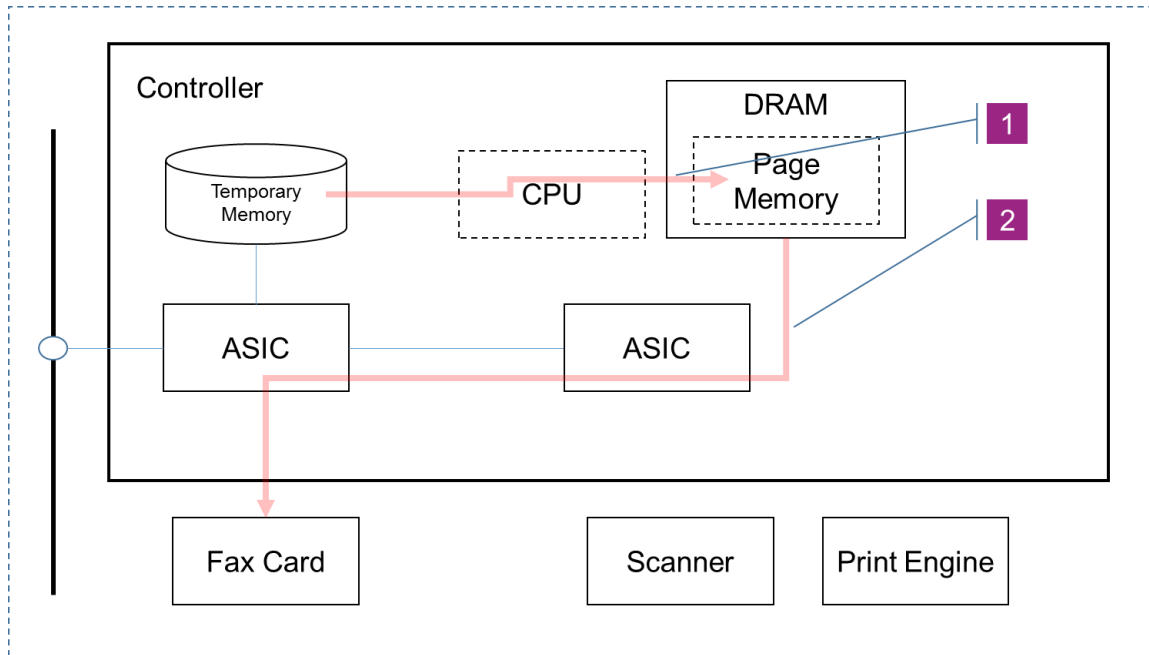 Controller
DRAM
1
Page
Memory
Temporary
Memory
CPU
2
ASIC
ASIC
Fax Card
Scanner
Print Engine